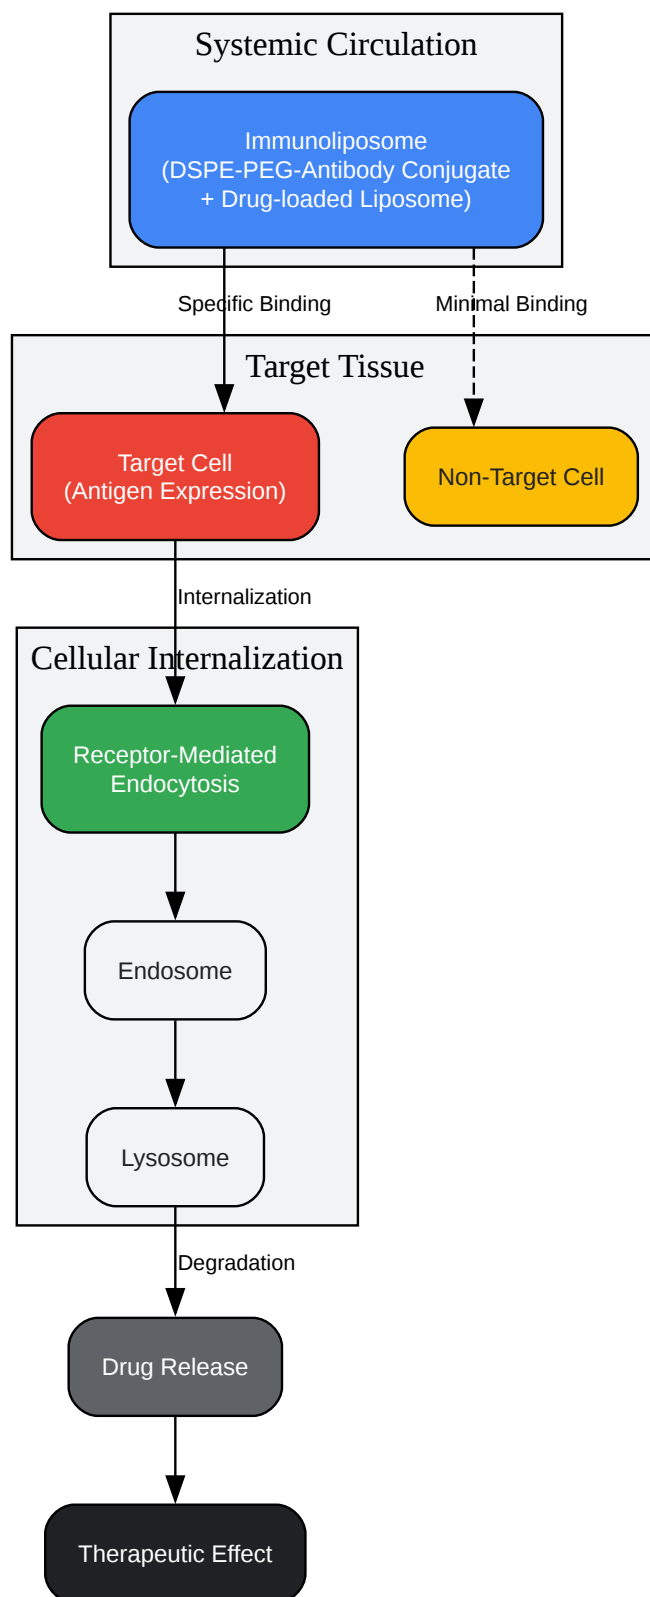 Systemic Circulation
Immunoliposome
(DSPE-PEG-Antibody Conjugate
+ Drug-loaded Liposome)
Specific Binding
Minimal Binding
Target Tissue
Target Cell
(Antigen Expression)
Non-Target Cell
Internalization
Cellular Internalization
Receptor-Mediated
Endocytosis
Endosome
Lysosome
Degradation
Drug Release
Therapeutic Effect